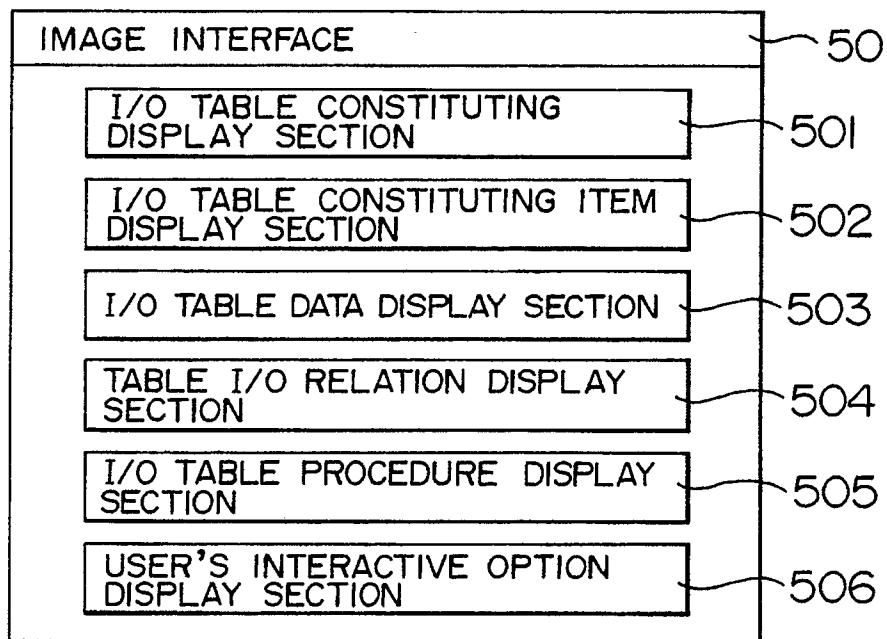 IMAGE INTERFACE
50
I/O TABLE CONSTITUTING
DISPLAY SECTION
501
I/O TABLE CONSTITUTING ITEM
DISPLAY SECTION
502
I/O TABLE DATA DISPLAY SECTION
503
TABLE I/O RELATION DISPLAY
SECTION
504
I/O TABLE PROCEDURE DISPLAY
SECTION
505
USER'S INTERACTIVE OPTION
DISPLAY SECTION
506